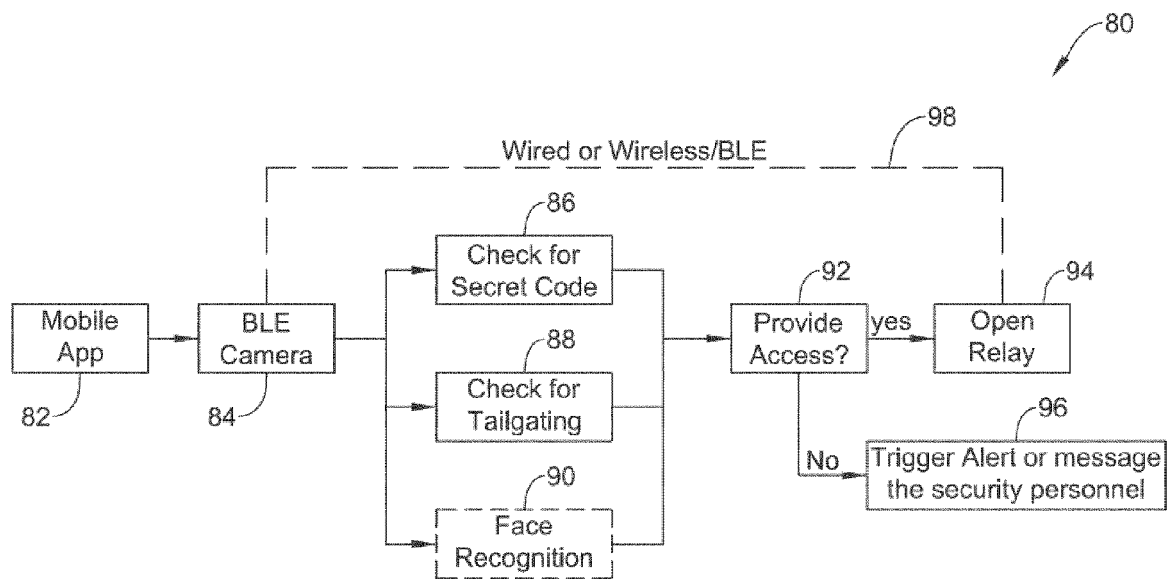 80
98
Wired or Wireless/BLE
86
Check for
Secret Code
92
94
Mobile
App
BLE
Camera
Provide
Access?
yes
Open
Relay
82
84
88
Check for
Tailgating
96
No
Trigger Alert or message
the security personnel
90
Face
Recognition